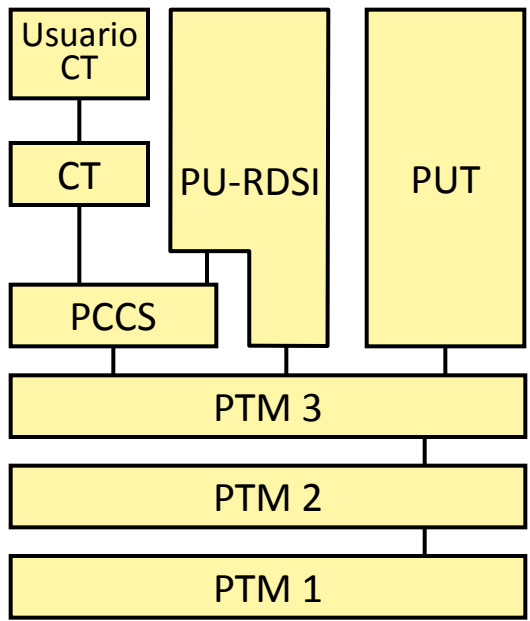 Usuario
CT
CT
PU-RDSI
PUT
PCCS
PTM 3
PTM 2
PTM 1